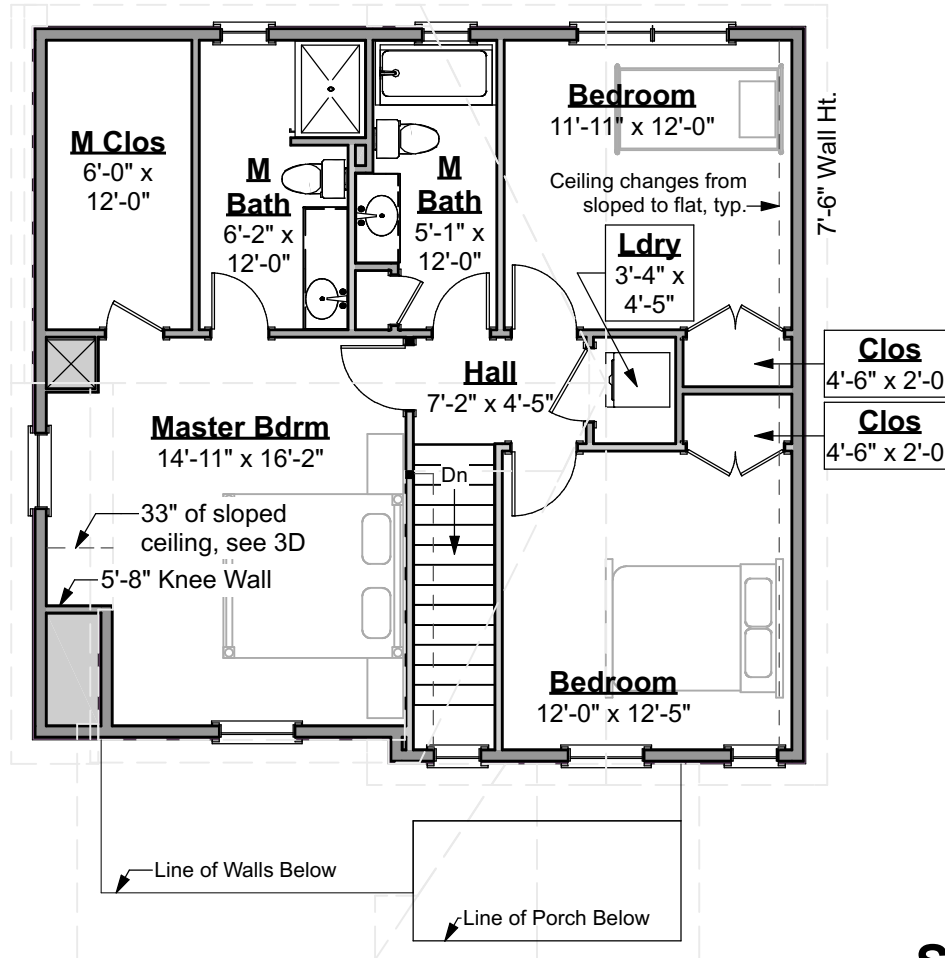 M Clos
6'-0" x
12'-0"
M
Bath
6'-2" x
12'-0"
M
Bath
5'-1" x
12'-0"
Bedroom
11'-11" x 12'-0"
Ceiling changes from
sloped to flat, typ.
7'-6" Wall Ht.
Ldry
3'-4" x
4'-5"
Hall
7'-2" x 4'-5"
Clos
4'-6" x 2'-0
Clos
4'-6" x 2'-0
Master Bdrm
14'-11" x 16'-2"
Dn
33" of sloped
ceiling, see 3D
5'-8" Knee Wall
Bedroom
12'-0" x 12'-5"
Line of Walls Below
Line of Porch Below